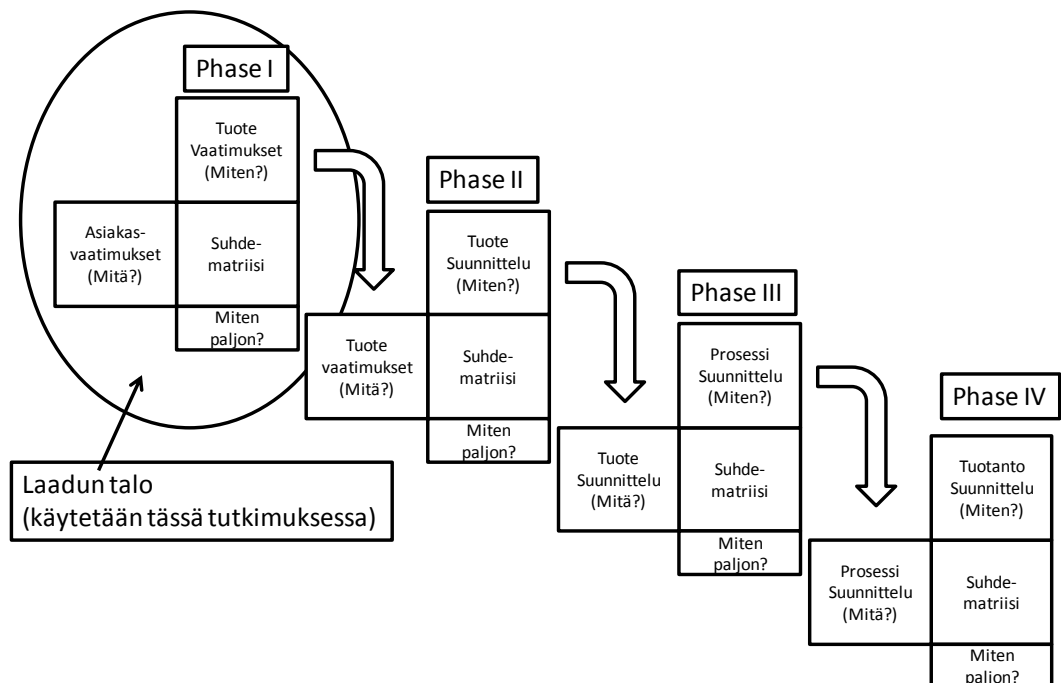 Phase I
Tuote
Vaatimukset
(Miten?)
Asiakas-
vaatimukset
(Mitä?)
Suhde-
matriisi
Miten
paljon?
Phase II
Tuote
Suunnittelu
(Miten?)
Tuote
vaatimukset
(Mitä?)
Suhde-
matriisi
Miten
paljon?
Phase III
Prosessi
Suunnittelu
(Miten?)
Tuote
Suunnittelu
(Mitä?)
Suhde-
matriisi
Miten
paljon?
Phase IV
Tuotanto
Suunnittelu
(Miten?)
Prosessi
Suunnittelu
(Mitä?)
Suhde-
matriisi
Miten
paljon?
Laadun talo
(käytetään tässä tutkimuksessa)